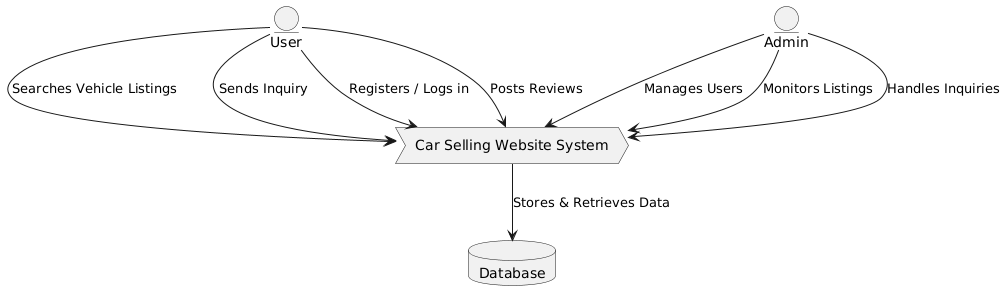 User
Admin
Searches Vehicle Listings
Sends Inquiry
Registers / Logs in
Posts Reviews
Manages Users
Monitors Listings
Handles Inquiries
Car Selling Website System
Stores & Retrieves Data
Database